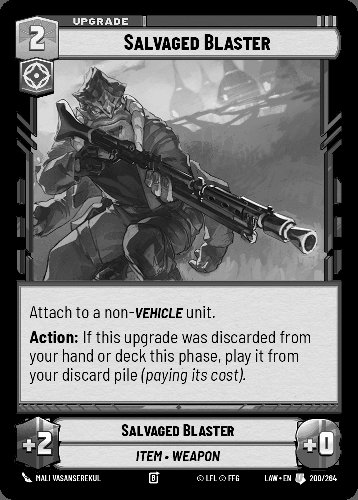 UPGRADE
2
SALVAGED BLASTER
Attach to a non-VEHICLE unit.
Action: If this upgrade was discarded from
your hand or deck this phase, play it from
your discard pile (paying its cost).
+2
SALVAGED BLASTER
+0
ITEM • WEAPON
MALI VASANSEREKUL
© LFL © FFG
LAW • EN
200/264